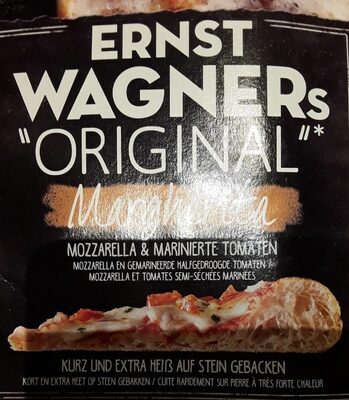 ERNST
WAGNERs
"ORIGINAL"*
Margherita
MOZZARELLA & MARINIERTE TOMATEN
MOZZARELLA EN GEMARINEERDE HALFGEDROOGDE TOMATEN /
MOZZARELLA ET TOMATES SEMI-SÉCHÉES MARINÉES
KURZ UND EXTRA HEIß AUF STEIN GEBACKEN
KORT EN EXTRA HEET OP STEEN GEBAKKEN / CUITE RAPIDEMENT SUR PIERRE À TRÈS FORTE CHALEUR